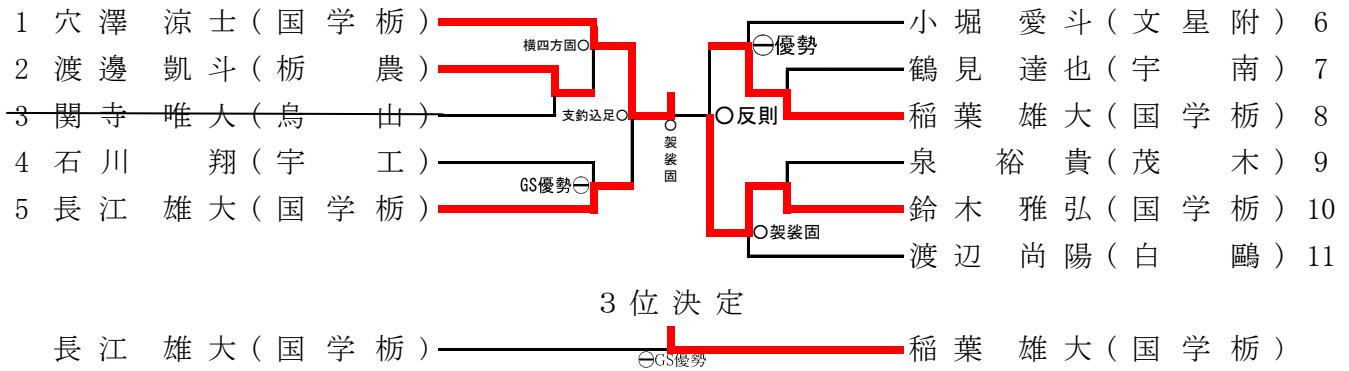 1 穴澤 涼士(国学栃)
2 渡邊 凱斗(栃農)
3 関寺 唯人(烏山)
4 石川 翔(宇工)
5 長江 雄大(国学栃)
横四方固○
支釣込足○
GS優勢㊀
○袈裟固
小堀 愛斗(文星附) 6
鶴見 達也(宇南) 7
稲葉 雄大(国学栃) 8
泉 裕貴(茂木) 9
鈴木 雅弘(国学栃) 10
渡辺 尚陽(白鷗) 11
㊀優勢
○反則
○袈裟固
3位決定
長江 雄大(国学栃)
㊀GS優勢
稲葉 雄大(国学栃)